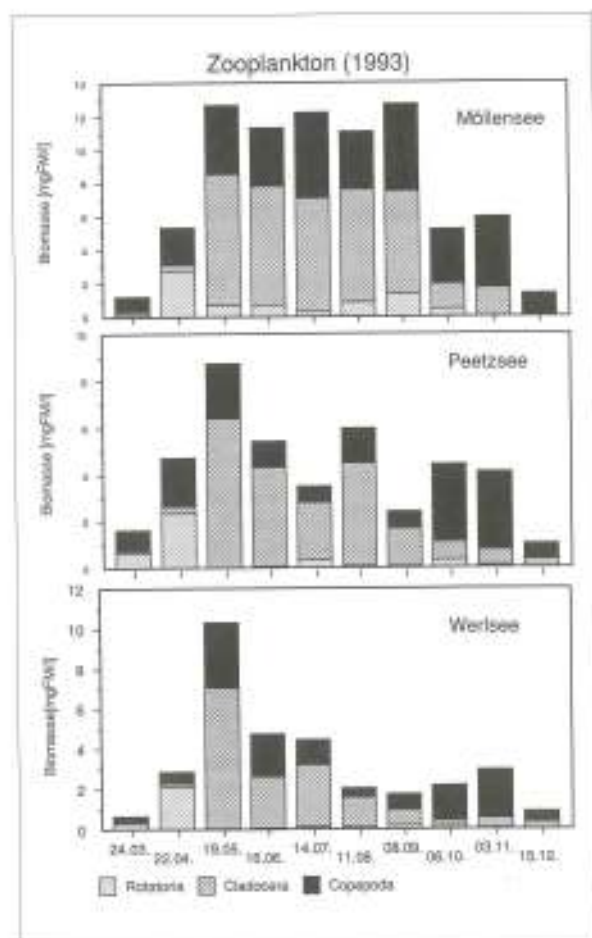 Zooplankton (1993)
Möllensee
Biomasse [mgFM/l]
Peetzsee
Biomasse [mgFM/l]
12
10
8
6
4
2
0
Werlsee
Biomasse[mgFM/l]
24.03.
22.04.
19.05.
16.06.
14.07.
11.08.
08.09.
06.10.
03.11.
15.12.
Rotatoria Cladocera Copepoda